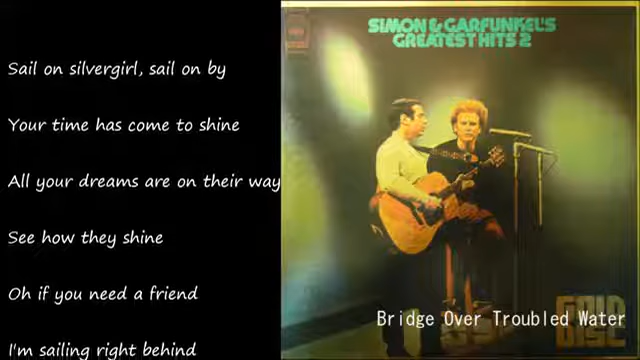 Sail on silvergirl, sail on by
Your time has come to shine
All your dreams are on their way
See how they shine
Oh if you need a friend
I'm sailing right behind
SIMON & GARFUNKEL'S
GREATEST HITS 2
Bridge Over Troubled Water
GOLD
DISC